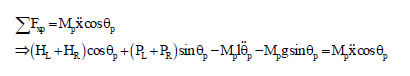 ∑F_xp = M_p ẍ cosθ_p
⇒ (H_L + H_R) cosθ_p + (P_L + P_R) sinθ_p − M_p l θ̈_p − M_p g sinθ_p = M_p ẍ cosθ_p